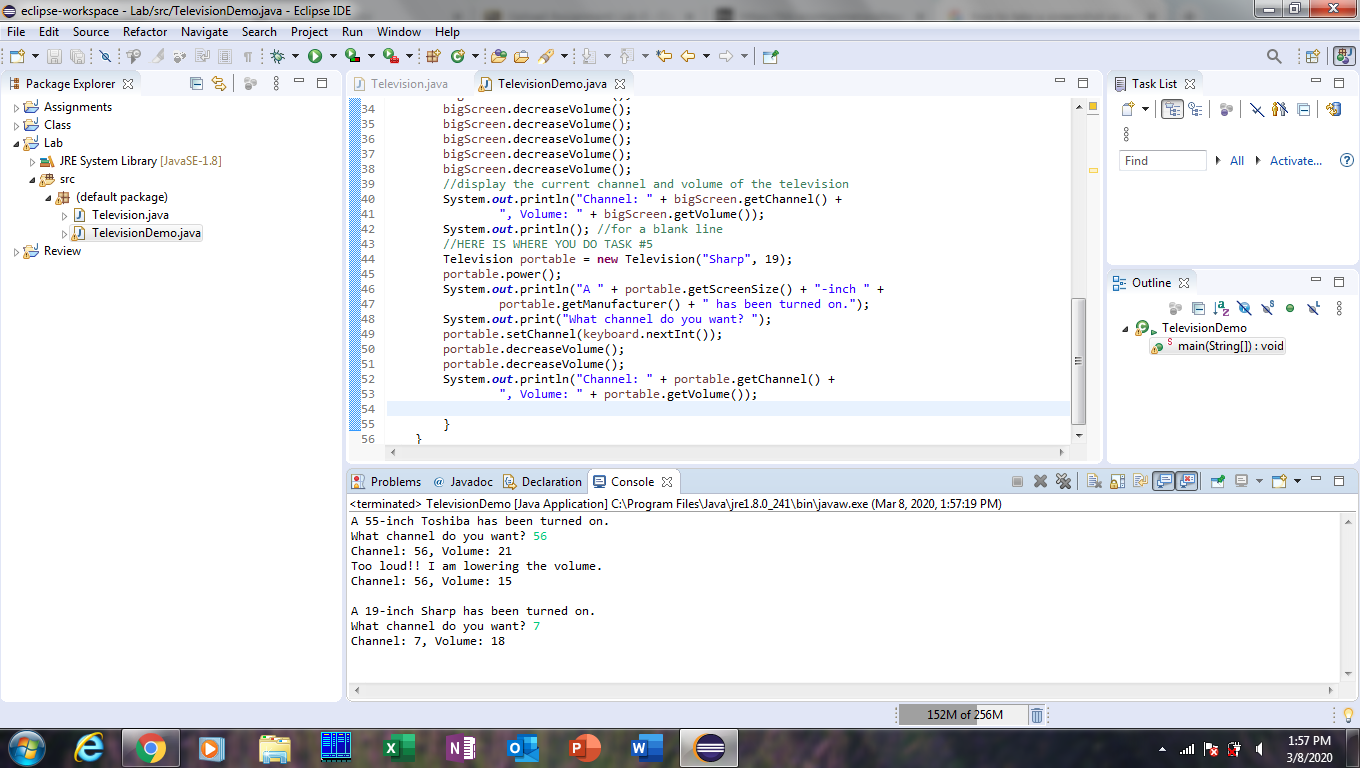 eclipse-workspace - Lab/src/TelevisionDemo.java - Eclipse IDE
File Edit Source Refactor Navigate Search Project Run Window Help
Package Explorer
Assignments
Class
Lab
JRE System Library [JavaSE-1.8]
src
(default package)
Television.java
TelevisionDemo.java
Review
Television.java TelevisionDemo.java
34 bigScreen.decreaseVolume();
35 bigScreen.decreaseVolume();
36 bigScreen.decreaseVolume();
37 bigScreen.decreaseVolume();
38 bigScreen.decreaseVolume();
39 //display the current channel and volume of the television
40 System.out.println("Channel: " + bigScreen.getChannel() +
41 ", Volume: " + bigScreen.getVolume());
42 System.out.println(); //for a blank line
43 //HERE IS WHERE YOU DO TASK #5
44 Television portable = new Television("Sharp", 19);
45 portable.power();
46 System.out.println("A " + portable.getScreenSize() + "-inch " +
47 portable.getManufacturer() + " has been turned on.");
48 System.out.print("What channel do you want? ");
49 portable.setChannel(keyboard.nextInt());
50 portable.decreaseVolume();
51 portable.decreaseVolume();
52 System.out.println("Channel: " + portable.getChannel() +
53 ", Volume: " + portable.getVolume());
54
55 }
56 }
Task List
Find All Activate...
Outline
TelevisionDemo
main(String[]) : void
Problems @ Javadoc Declaration Console
<terminated> TelevisionDemo [Java Application] C:\Program Files\Java\jre1.8.0_241\bin\javaw.exe (Mar 8, 2020, 1:57:19 PM)
A 55-inch Toshiba has been turned on.
What channel do you want? 56
Channel: 56, Volume: 21
Too loud!! I am lowering the volume.
Channel: 56, Volume: 15
A 19-inch Sharp has been turned on.
What channel do you want? 7
Channel: 7, Volume: 18
152M of 256M
1:57 PM
3/8/2020